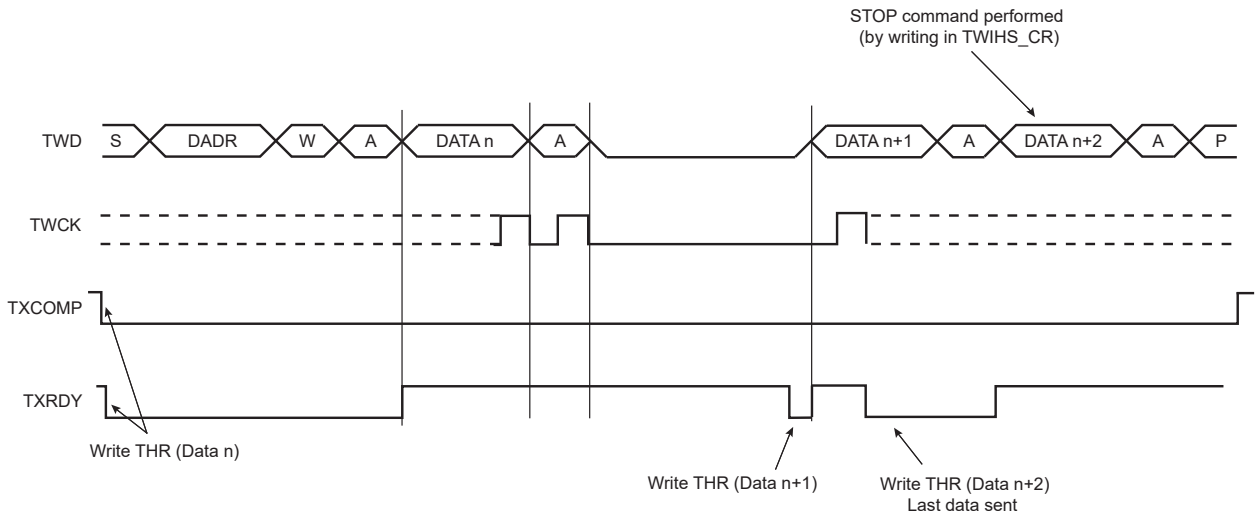 STOP command performed
(by writing in TWIHS_CR)
TWD S DADR W A DATA n A DATA n+1 A DATA n+2 A P
TWCK
TXCOMP
TXRDY
Write THR (Data n)
Write THR (Data n+1)
Write THR (Data n+2)
Last data sent